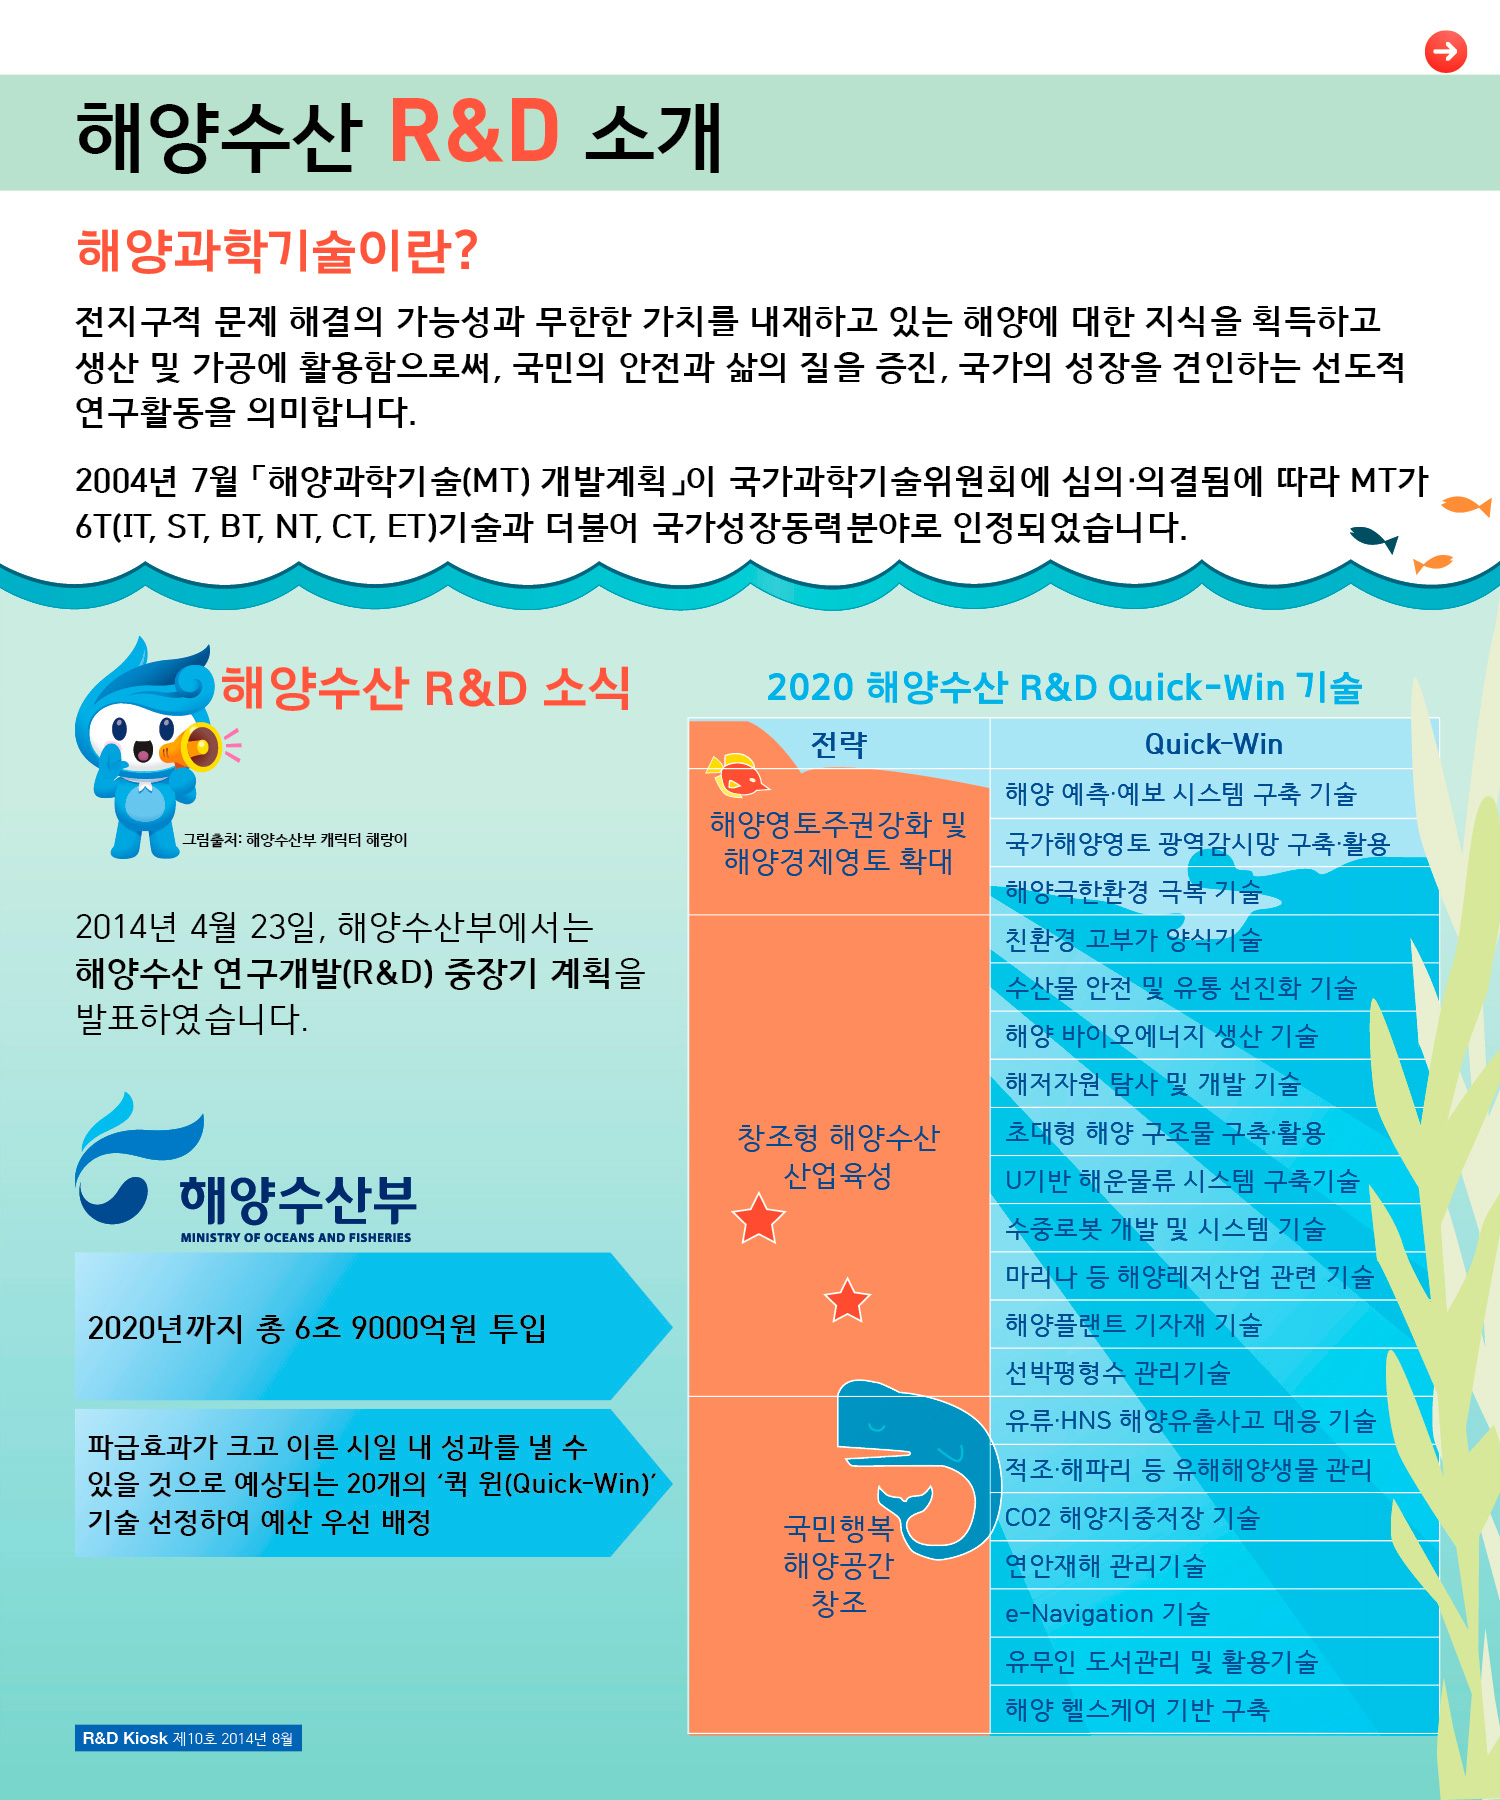 해양수산 R&D 소개
해양과학기술이란?
전지구적 문제 해결의 가능성과 무한한 가치를 내재하고 있는 해양에 대한 지식을 획득하고
생산 및 가공에 활용함으로써, 국민의 안전과 삶의 질을 증진, 국가의 성장을 견인하는 선도적
연구활동을 의미합니다.
2004년 7월 「해양과학기술(MT) 개발계획」이 국가과학기술위원회에 심의·의결됨에 따라 MT가
6T(IT, ST, BT, NT, CT, ET)기술과 더불어 국가성장동력분야로 인정되었습니다.
해양수산 R&D 소식
그림출처: 해양수산부 캐릭터 해랑이
2014년 4월 23일, 해양수산부에서는
해양수산 연구개발(R&D) 중장기 계획을
발표하였습니다.
해양수산부
MINISTRY OF OCEANS AND FISHERIES
2020년까지 총 6조 9000억원 투입
파급효과가 크고 이른 시일 내 성과를 낼 수
있을 것으로 예상되는 20개의 ‘퀵 윈(Quick-Win)’
기술 선정하여 예산 우선 배정
2020 해양수산 R&D Quick-Win 기술
전략
Quick-Win
해양영토주권강화 및
해양경제영토 확대
해양 예측·예보 시스템 구축 기술
국가해양영토 광역감시망 구축·활용
해양극한환경 극복 기술
창조형 해양수산
산업육성
친환경 고부가 양식기술
수산물 안전 및 유통 선진화 기술
해양 바이오에너지 생산 기술
해저자원 탐사 및 개발 기술
초대형 해양 구조물 구축·활용
U기반 해운물류 시스템 구축기술
수중로봇 개발 및 시스템 기술
마리나 등 해양레저산업 관련 기술
해양플랜트 기자재 기술
선박평형수 관리기술
국민행복
해양공간
창조
유류·HNS 해양유출사고 대응 기술
적조·해파리 등 유해해양생물 관리
CO2 해양지중저장 기술
연안재해 관리기술
e-Navigation 기술
유무인 도서관리 및 활용기술
해양 헬스케어 기반 구축
R&D Kiosk 제10호 2014년 8월